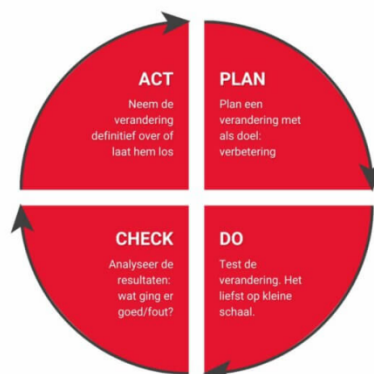 ACT
Neem de
verandering
definitief over of
laat hem los
PLAN
Plan een
verandering met
als doel:
verbetering
CHECK
Analyseer de
resultaten:
wat ging er
goed/fout?
DO
Test de
verandering. Het
liefst op kleine
schaal.